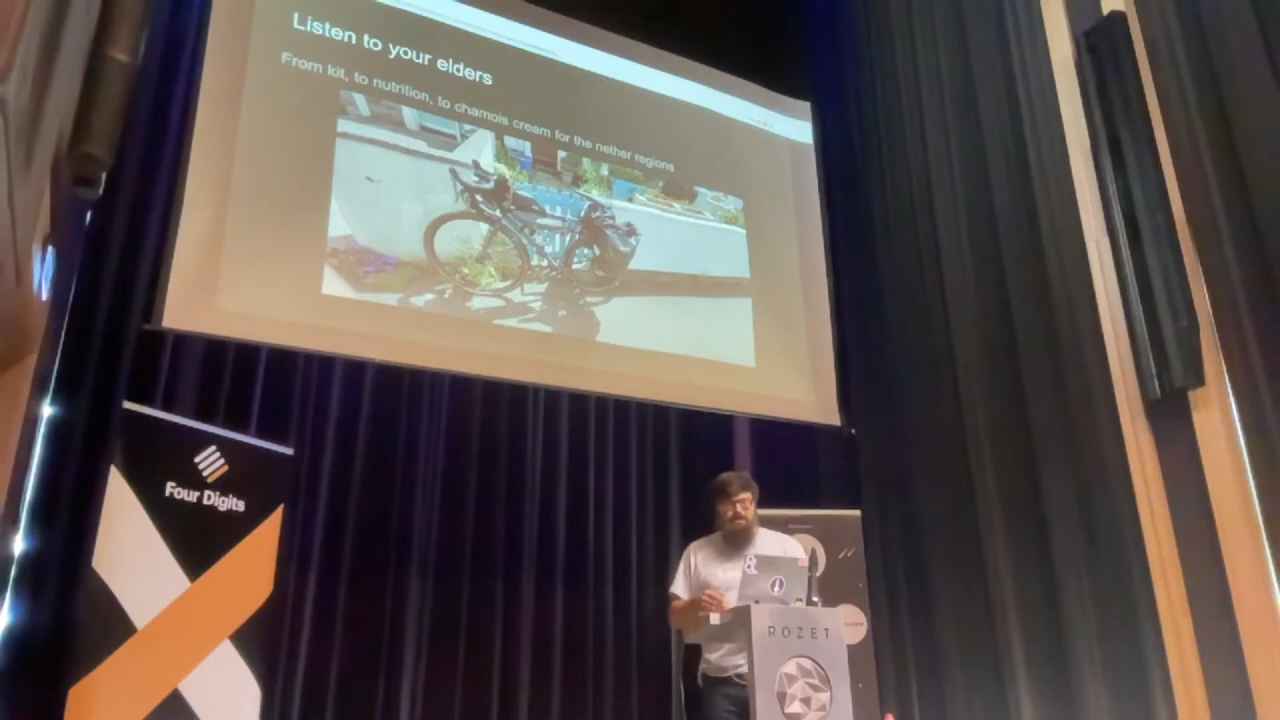 Listen to your elders
From kit, to nutrition, to chamois cream for the nether regions
Four Digits
&
ROZET